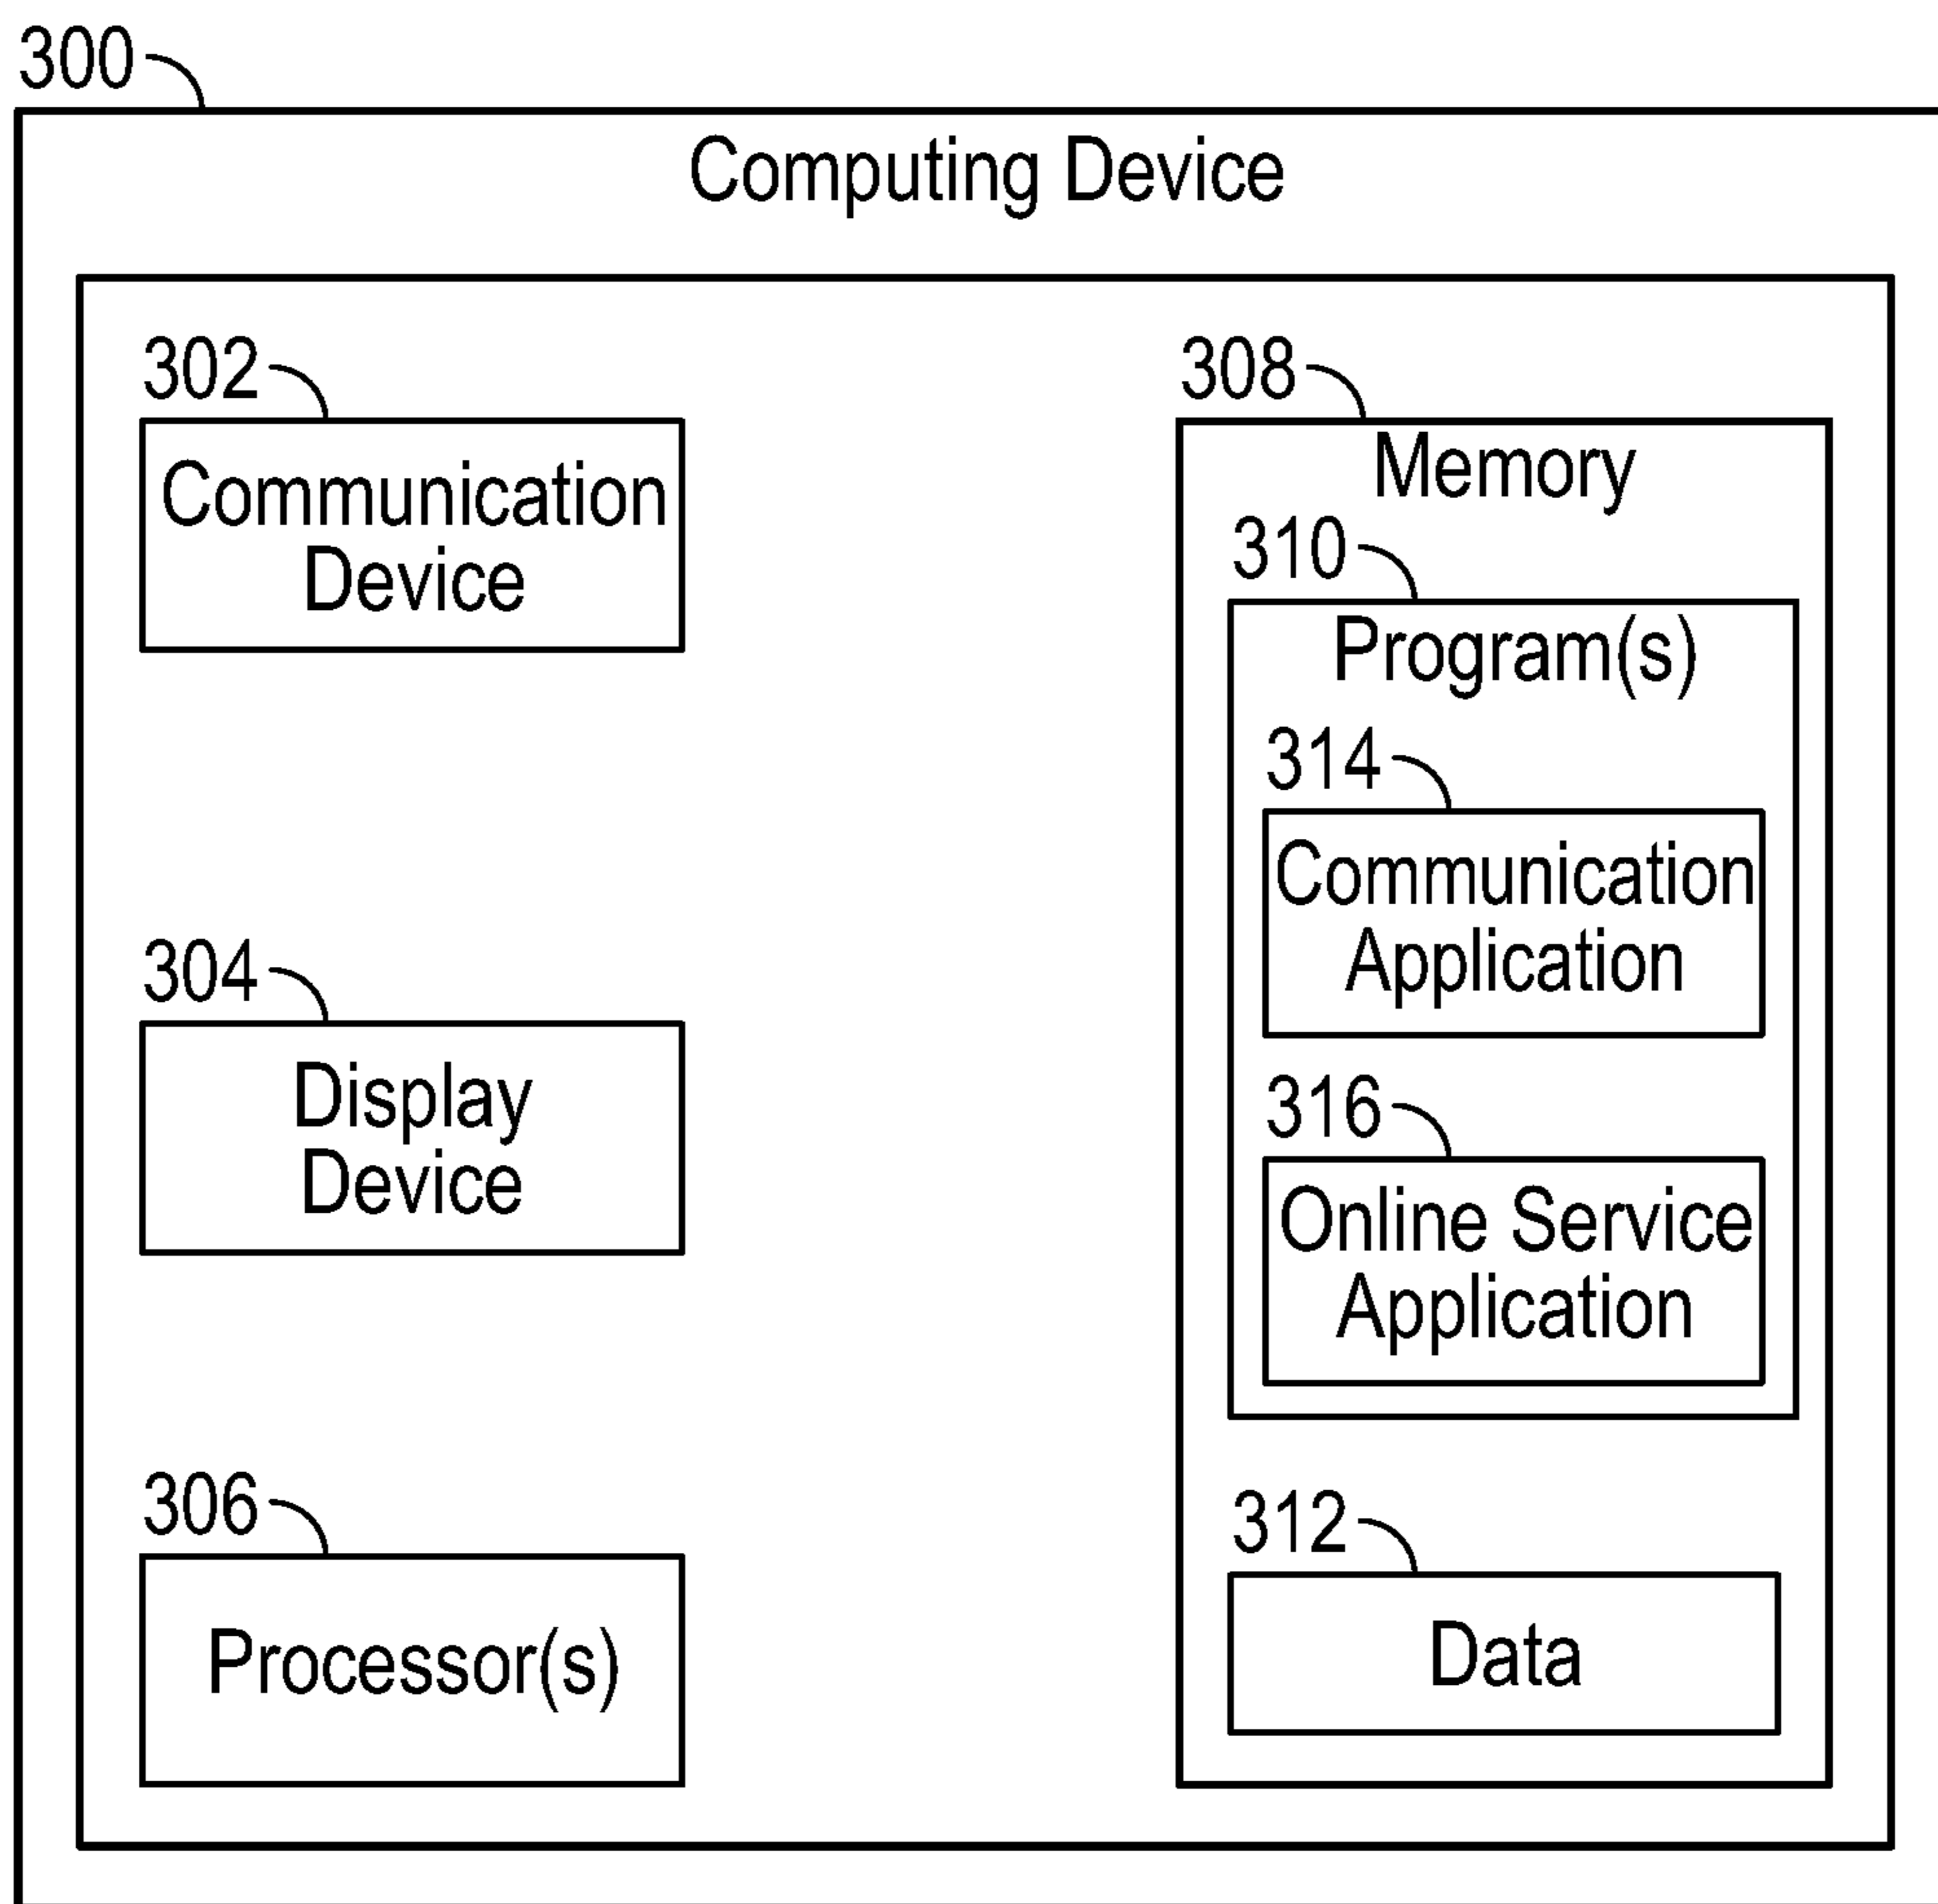 300
Computing Device
302
Communication
Device
304
Display
Device
306
Processor(s)
308
Memory
310
Program(s)
314
Communication
Application
316
Online Service
Application
312
Data